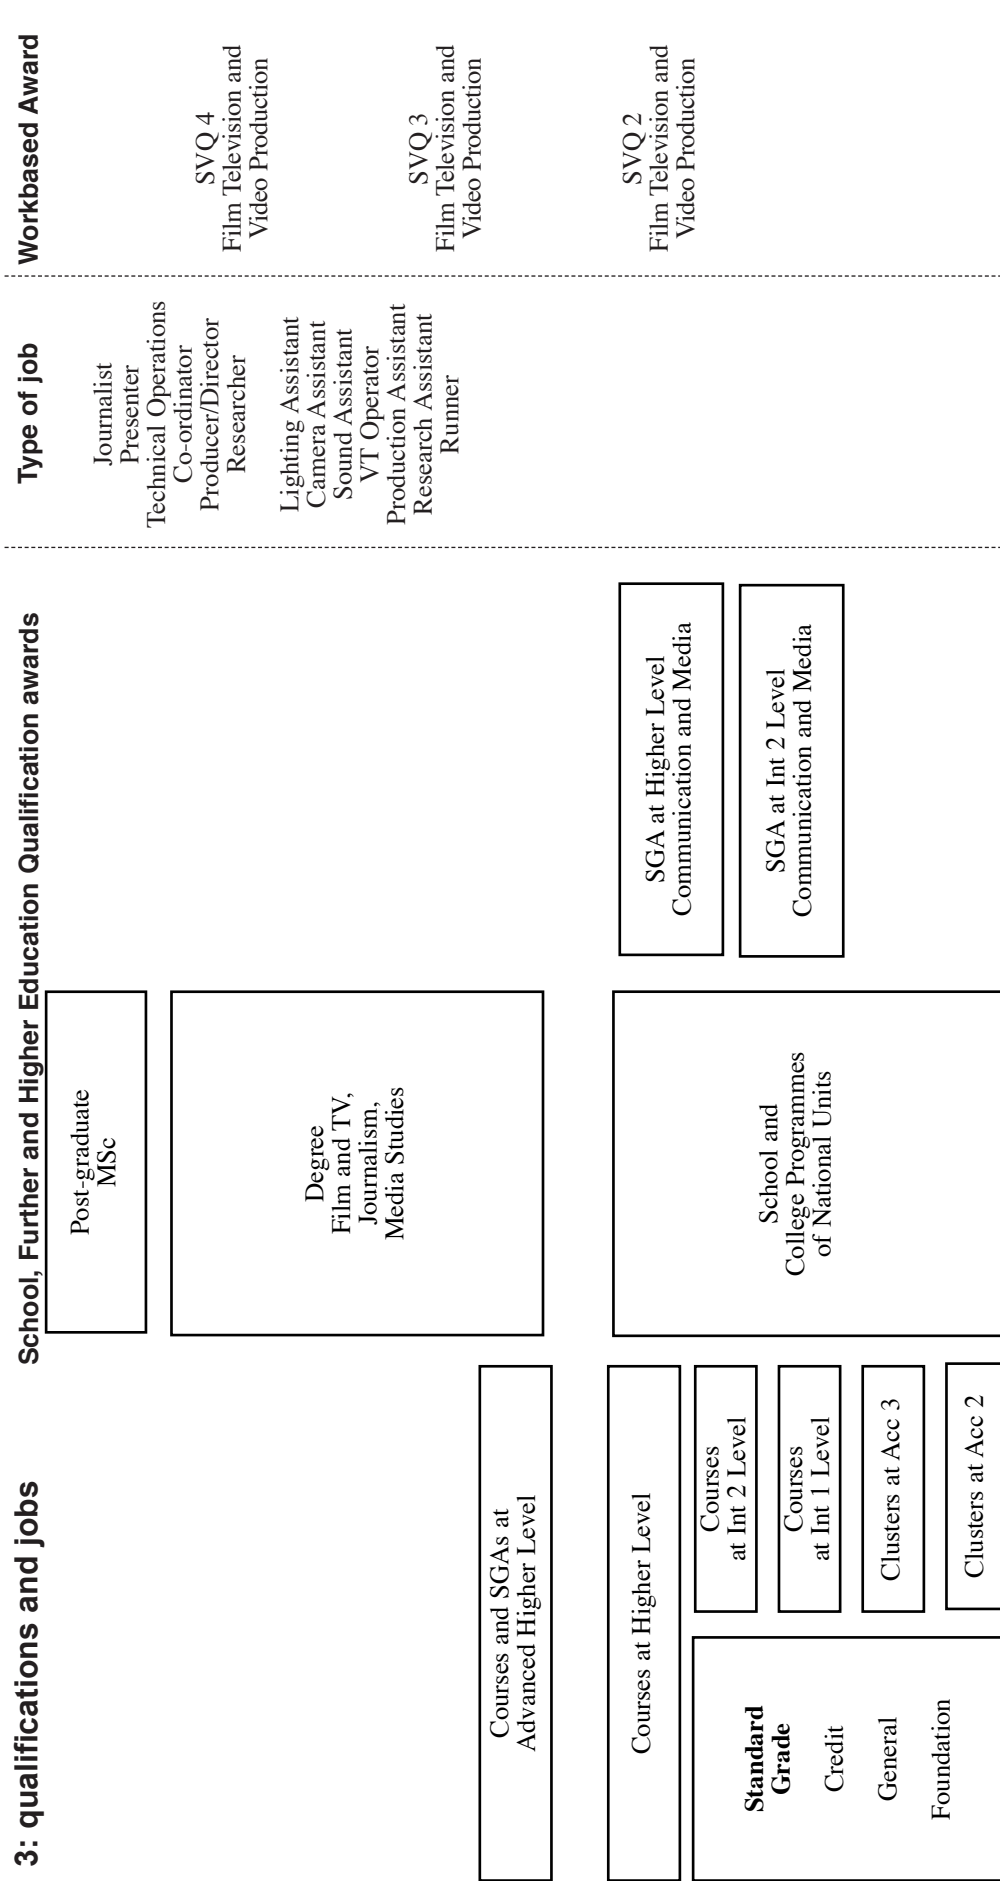 3: qualifications and jobs
School, Further and Higher Education Qualification awards
Type of job
Workbased Award
Post-graduate
MSc
Degree
Film and TV,
Journalism,
Media Studies
Courses and SGAs at
Advanced Higher Level
Courses at Higher Level
Standard
Grade
Credit
General
Foundation
Courses
at Int 2 Level
Courses
at Int 1 Level
Clusters at Acc 3
Clusters at Acc 2
School and
College Programmes
of National Units
SGA at Higher Level
Communication and Media
SGA at Int 2 Level
Communication and Media
Journalist
Presenter
Technical Operations
Co-ordinator
Producer/Director
Researcher
Lighting Assistant
Camera Assistant
Sound Assistant
VT Operator
Production Assistant
Research Assistant
Runner
SVQ 4
Film Television and
Video Production
SVQ 3
Film Television and
Video Production
SVQ 2
Film Television and
Video Production